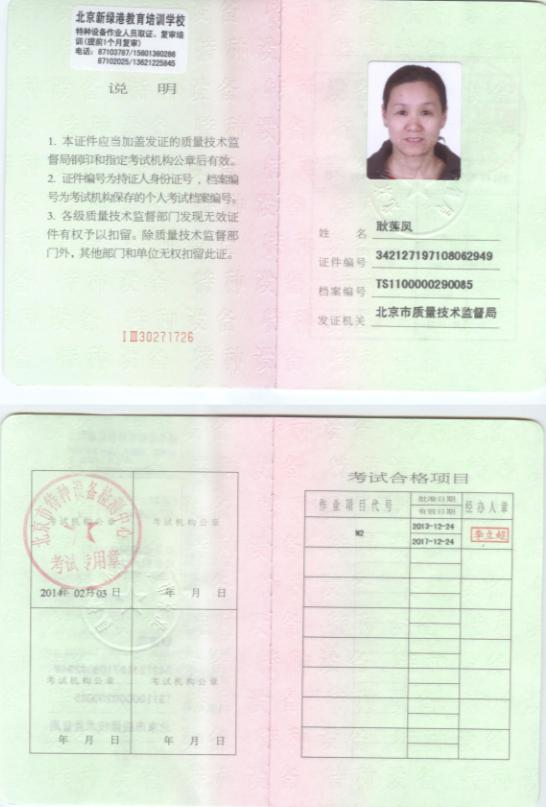 北京新绿港教育培训学校
特种设备作业人员取证、复审培
训(提前1个月复审)
电话: 87103787/15601360286
87102025/13621225845
说 明
1. 本证件应当加盖发证的质量技术监
督局钢印和指定考试机构公章后有效。
2. 证件编号为持证人身份证号，档案编
号为考试机构保存的个人考试档案编号。
3. 各级质量技术监督部门发现无效证
件有权予以扣留。除质量技术监督部
门外，其他部门和单位无权扣留此证。
I Ⅲ30271726
姓 名 耿莲凤
证件编号 342127197108062949
档案编号 TS1100000290085
发证机关 北京市质量技术监督局
北京市特种设备检测中心
考试专用章
考试机构公章 考试机构公章
2014年 02月 03日 年 月 日
考试机构公章 考试机构公章
年 月 日 年 月 日
考试合格项目
作业项目代号 批准日期 经办人章
有效日期
N2 2013-12-24 李立超
2017-12-24